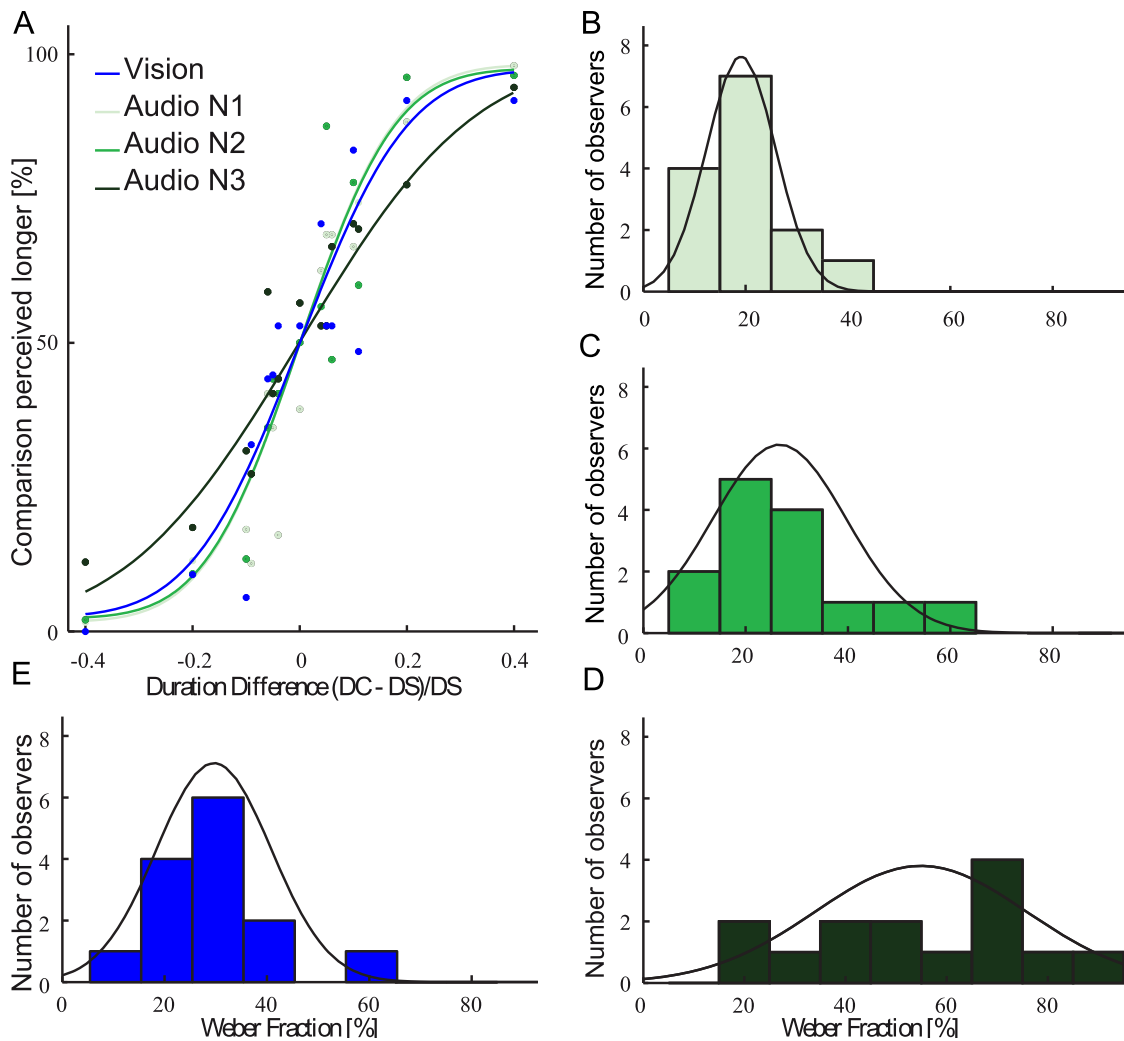 A
Comparison perceived longer [%]
100
50
0
Vision
Audio N1
Audio N2
Audio N3
-0.4 -0.2 0 0.2 0.4
Duration Difference (DC - DS)/DS
B
Number of observers
8
6
4
2
0
0 20 40 60 80
C
Number of observers
8
6
4
2
0
0 20 40 60 80
E
Number of observers
8
6
4
2
0
0 20 40 60 80
Weber Fraction [%]
D
Number of observers
8
6
4
2
0
0 20 40 60 80
Weber Fraction [%]